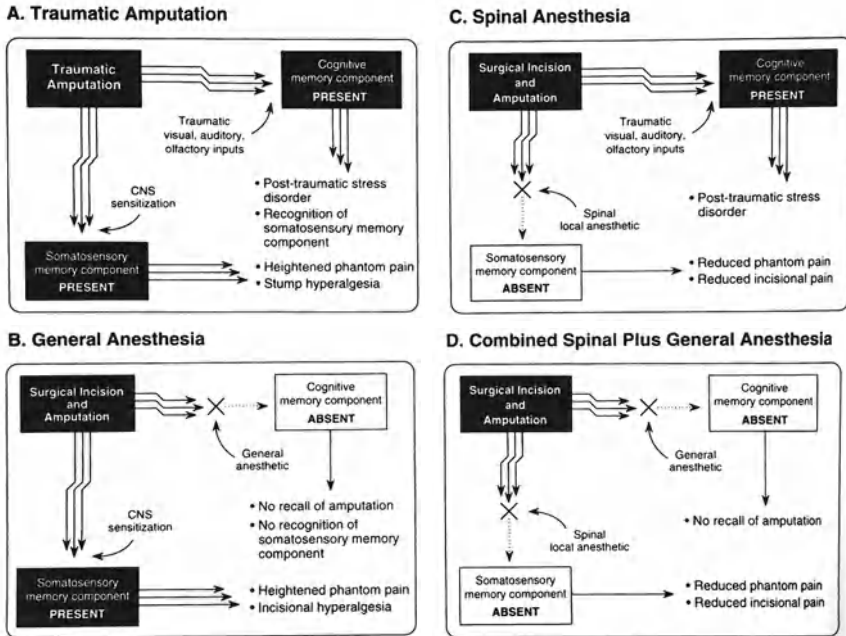 A. Traumatic Amputation
Traumatic
Amputation
Cognitive
memory component
PRESENT
Traumatic
visual, auditory,
olfactory inputs
CNS
sensitization
• Post-traumatic stress
disorder
• Recognition of
somatosensory memory
component
Somatosensory
memory component
PRESENT
• Heightened phantom pain
• Stump hyperalgesia
C. Spinal Anesthesia
Surgical Incision
and
Amputation
Cognitive
memory component
PRESENT
Traumatic
visual, auditory,
olfactory inputs
Spinal
local anesthetic
• Post-traumatic stress
disorder
Somatosensory
memory component
ABSENT
• Reduced phantom pain
• Reduced incisional pain
B. General Anesthesia
Surgical Incision
and
Amputation
Cognitive
memory component
ABSENT
General
anesthetic
CNS
sensitization
• No recall of amputation
• No recognition of
somatosensory memory
component
Somatosensory
memory component
PRESENT
• Heightened phantom pain
• Incisional hyperalgesia
D. Combined Spinal Plus General Anesthesia
Surgical Incision
and
Amputation
Cognitive
memory component
ABSENT
General
anesthetic
Spinal
local anesthetic
• No recall of amputation
Somatosensory
memory component
ABSENT
• Reduced phantom pain
• Reduced incisional pain